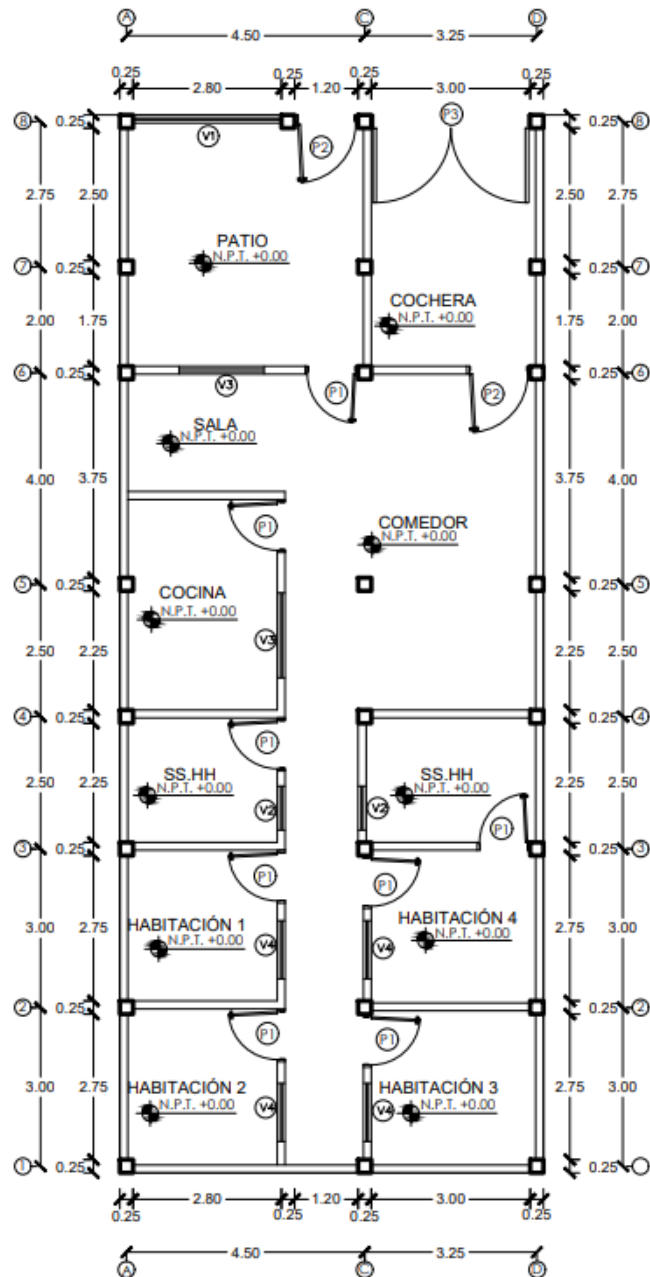 A C D
4.50 3.25
0.25 0.25 0.25
2.80 1.20 3.00
8 0.25 V1 P2 P3 0.25 8
2.75 2.50 2.50 2.75
PATIO
N.P.T. +0.00
7 0.25 0.25 7
COCHERA
N.P.T. +0.00
2.00 1.75 1.75 2.00
6 0.25 0.25 6
V3 P1 P2
SALA
N.P.T. +0.00
4.00 3.75 3.75 4.00
P1
COMEDOR
N.P.T. +0.00
5 0.25 0.25 5
COCINA
N.P.T. +0.00
V3
2.50 2.25 2.25 2.50
4 0.25 0.25 4
P1
SS.HH SS.HH
N.P.T. +0.00 N.P.T. +0.00
2.50 2.25 2.25 2.50
V2 V2
P1
3 0.25 0.25 3
P1 P1
HABITACIÓN 1 HABITACIÓN 4
N.P.T. +0.00 N.P.T. +0.00
3.00 2.75 V4 V4 2.75 3.00
2 0.25 0.25 2
P1 P1
HABITACIÓN 2 HABITACIÓN 3
N.P.T. +0.00 N.P.T. +0.00
3.00 2.75 V4 V4 2.75 3.00
1 0.25 0.25
2.80 1.20 3.00
0.25 0.25 0.25 0.25
4.50 3.25
A C D